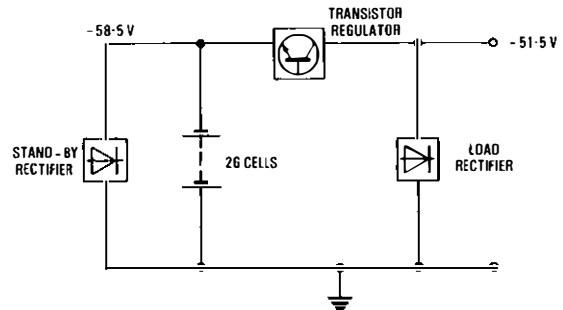 TRANSISTOR
REGULATOR
-58·5 V
-51·5 V
STAND-BY
RECTIFIER
26 CELLS
LOAD
RECTIFIER